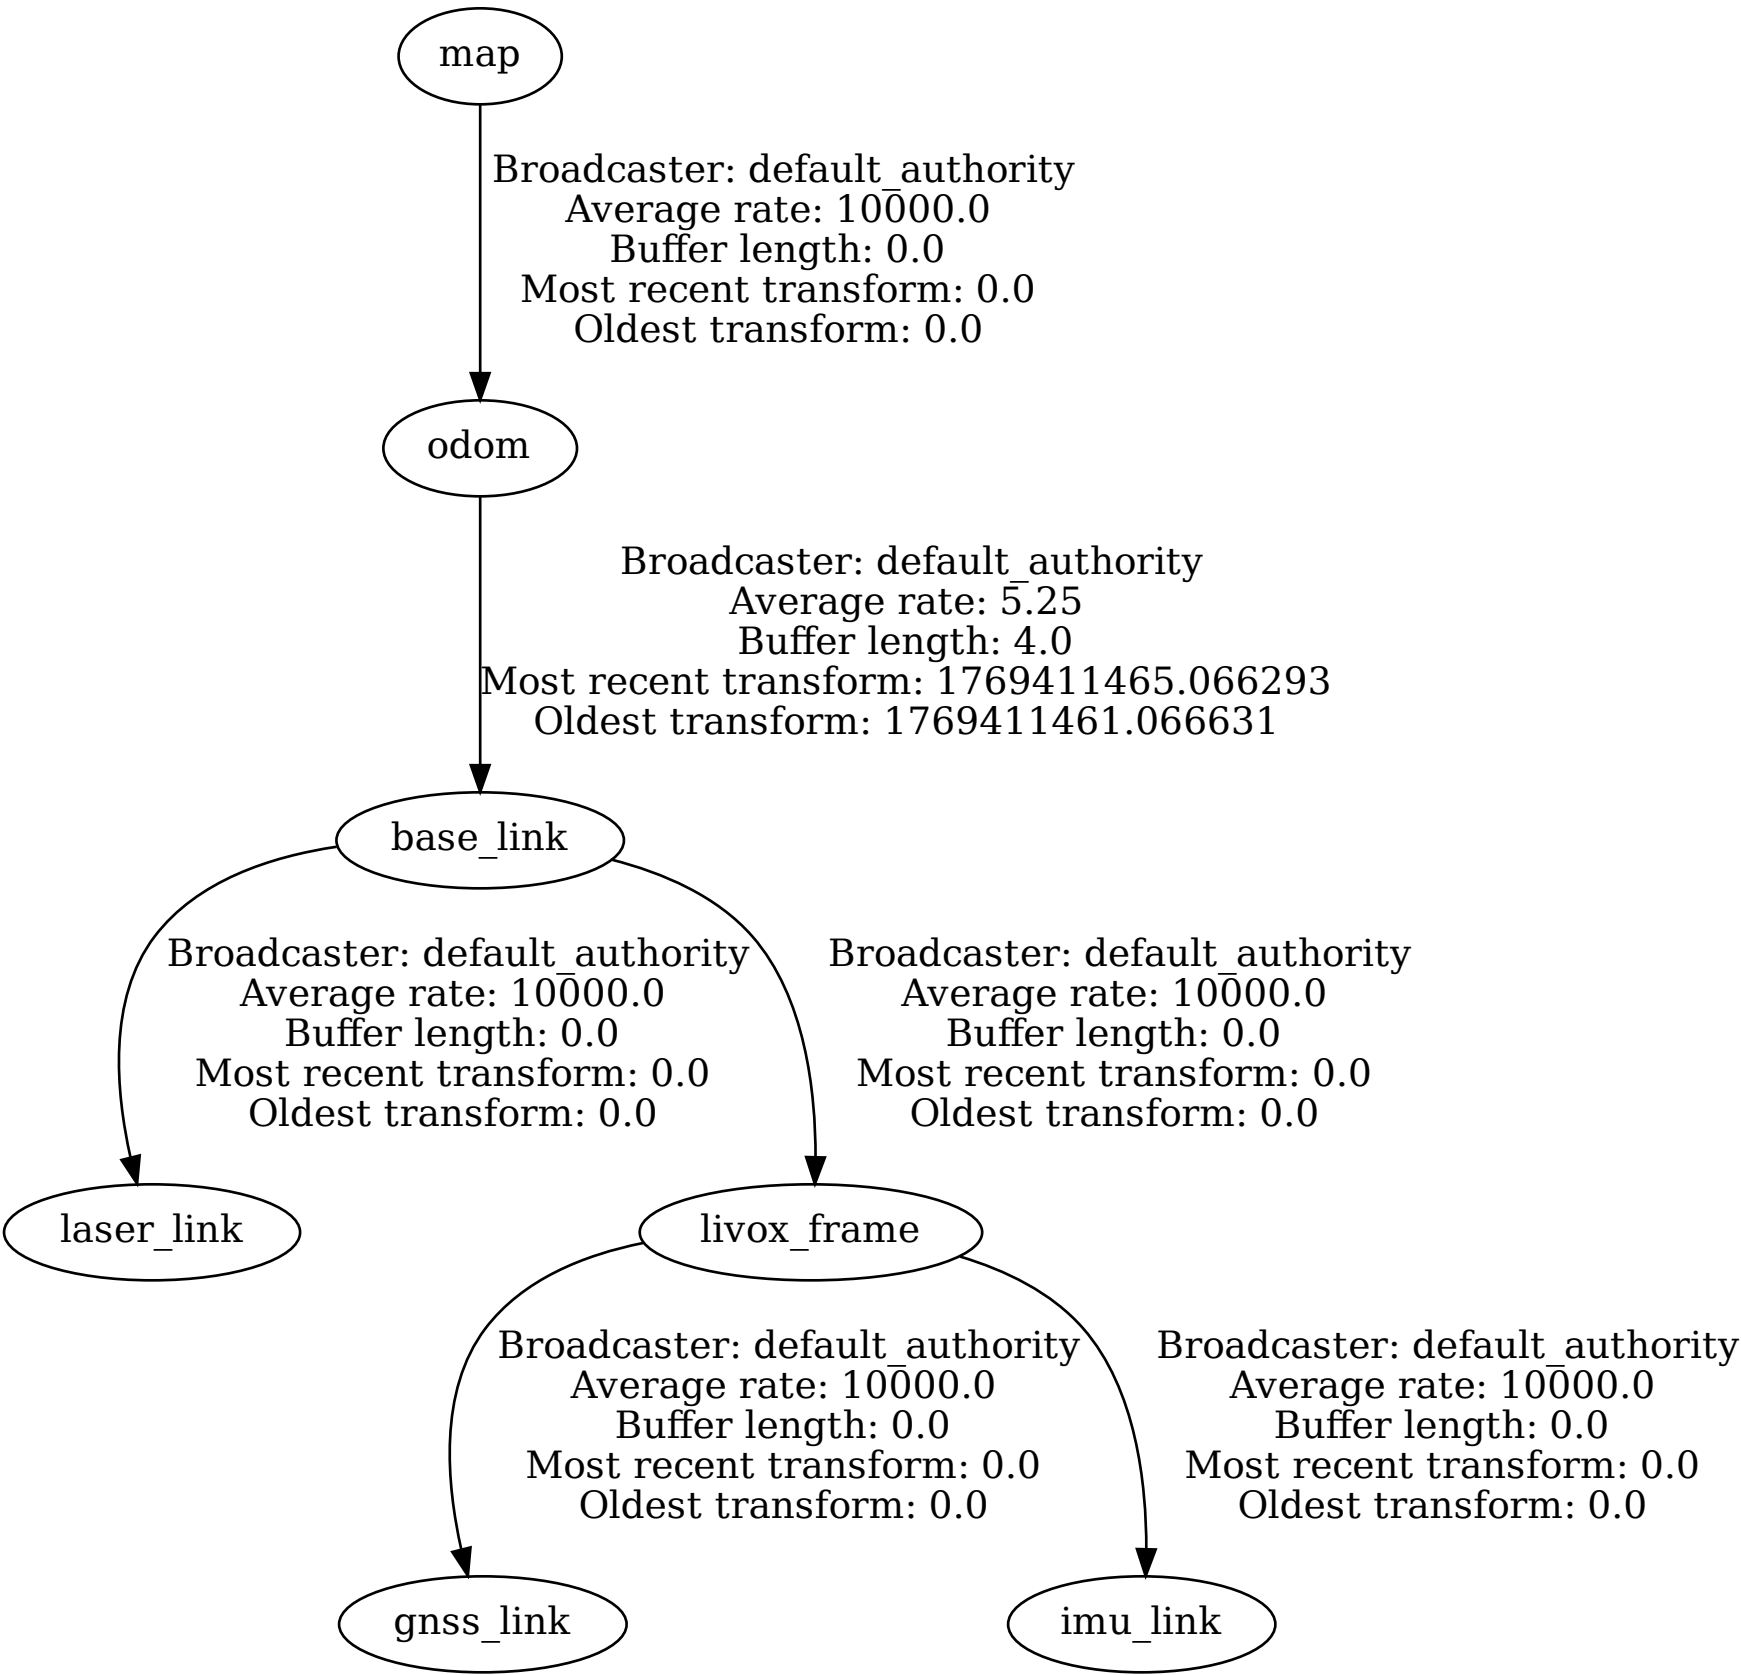 map
Broadcaster: default_authority
Average rate: 10000.0
Buffer length: 0.0
Most recent transform: 0.0
Oldest transform: 0.0
odom
Broadcaster: default_authority
Average rate: 5.25
Buffer length: 4.0
Most recent transform: 1769411465.066293
Oldest transform: 1769411461.066631
base_link
Broadcaster: default_authority
Average rate: 10000.0
Buffer length: 0.0
Most recent transform: 0.0
Oldest transform: 0.0
Broadcaster: default_authority
Average rate: 10000.0
Buffer length: 0.0
Most recent transform: 0.0
Oldest transform: 0.0
laser_link
livox_frame
Broadcaster: default_authority
Average rate: 10000.0
Buffer length: 0.0
Most recent transform: 0.0
Oldest transform: 0.0
Broadcaster: default_authority
Average rate: 10000.0
Buffer length: 0.0
Most recent transform: 0.0
Oldest transform: 0.0
gnss_link
imu_link